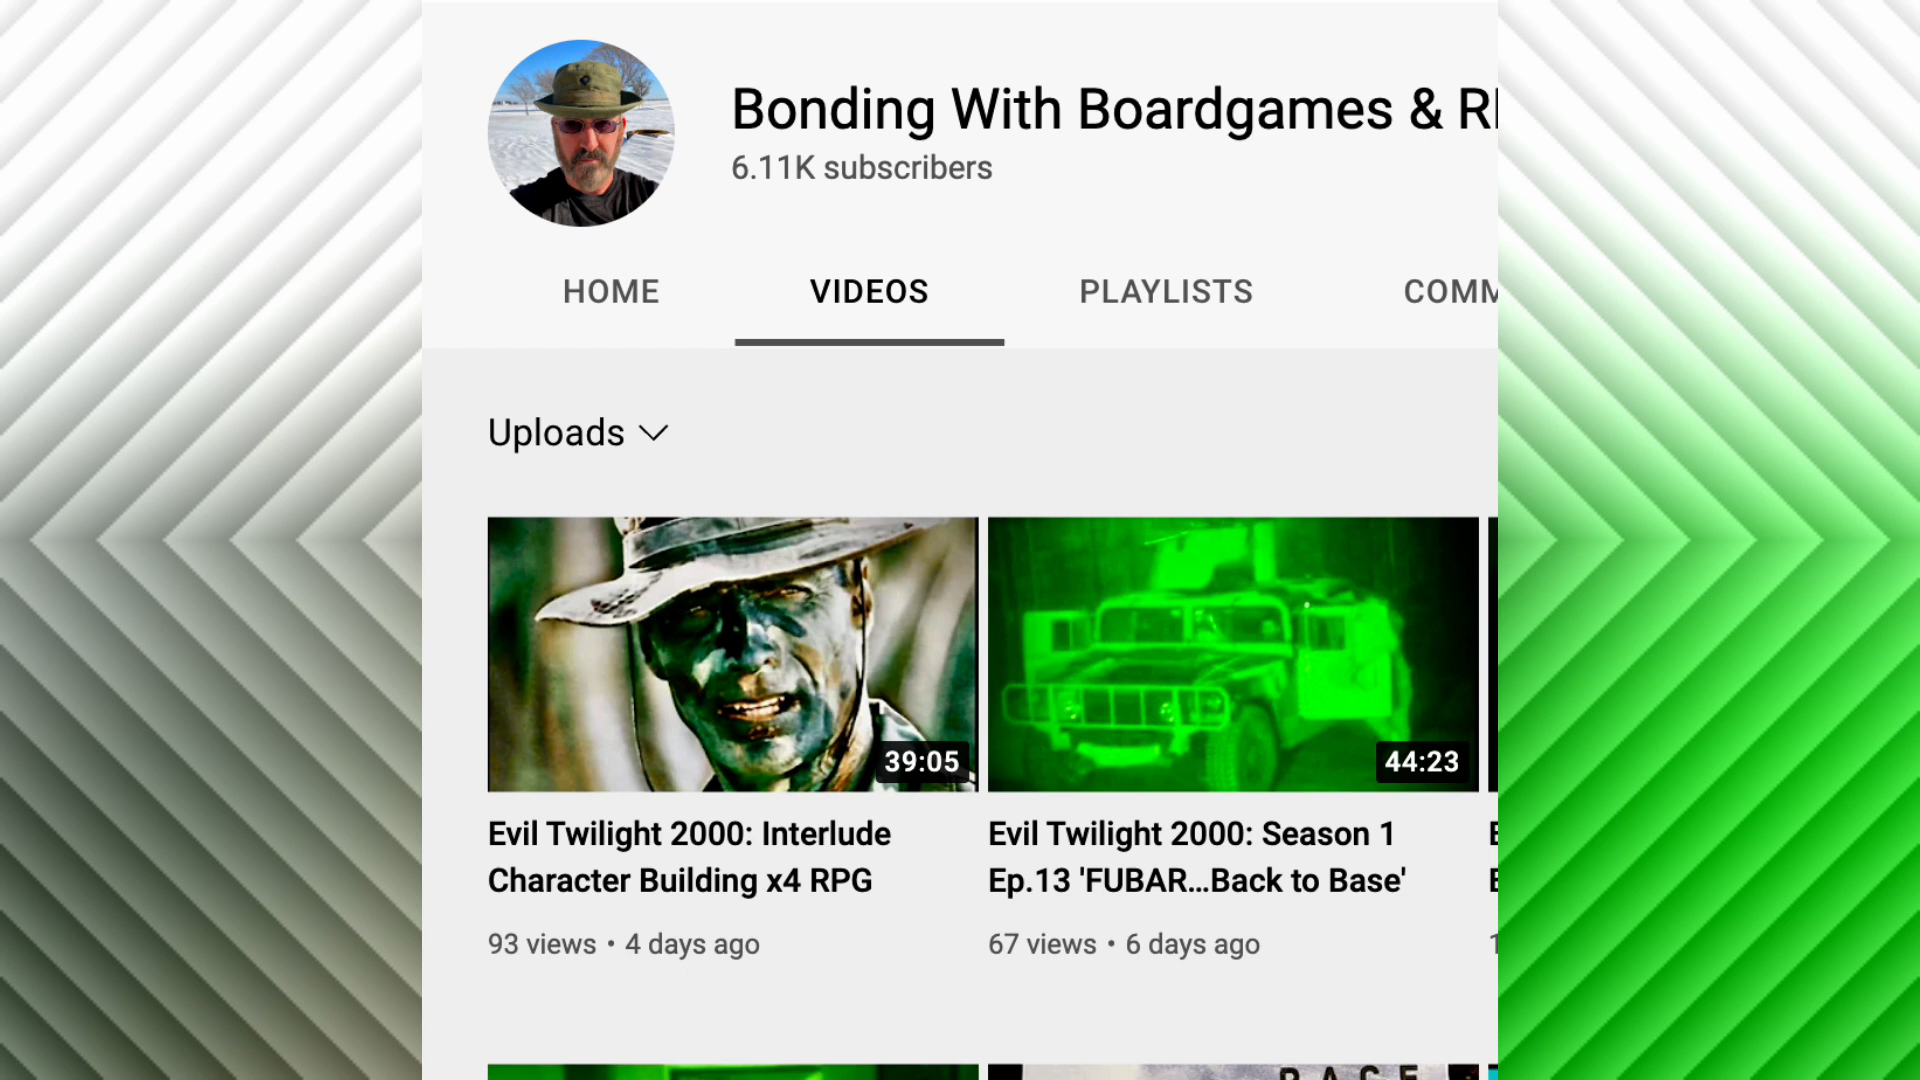 Bonding With Boardgames &
6.11K subscribers
HOME VIDEOS PLAYLISTS
Uploads
39:05 44:23
Evil Twilight 2000: Interlude
Character Building x4 RPG
93 views • 4 days ago
Evil Twilight 2000: Season 1
Ep.13 'FUBAR...Back to Base'
67 views • 6 days ago